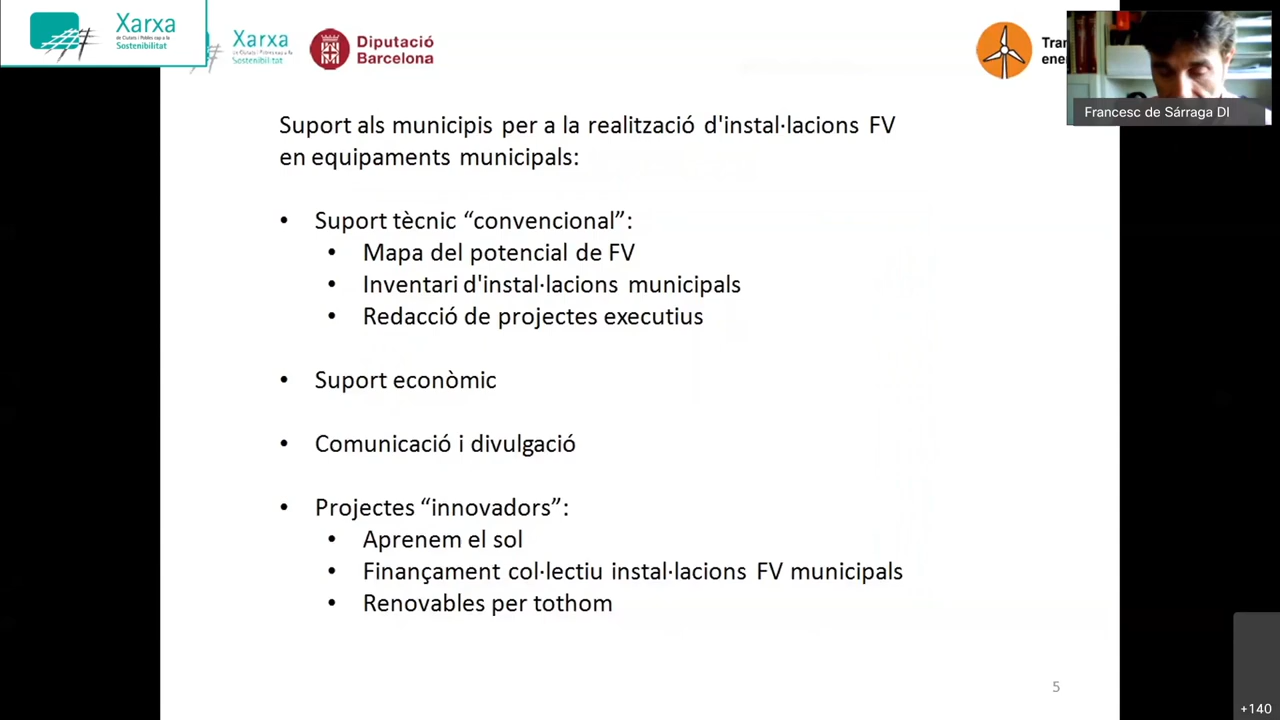 Xarxa
de Ciutats i Pobles cap a la
Sostenibilitat
Xarxa
de Ciutats i Pobles cap a la
Sostenibilitat
Diputació
Barcelona
Francesc de Sárraga DI
Suport als municipis per a la realització d'instal·lacions FV
en equipaments municipals:
• Suport tècnic “convencional”:
• Mapa del potencial de FV
• Inventari d'instal·lacions municipals
• Redacció de projectes executius
• Suport econòmic
• Comunicació i divulgació
• Projectes “innovadors”:
• Aprenem el sol
• Finançament col·lectiu instal·lacions FV municipals
• Renovables per tothom
5
+140